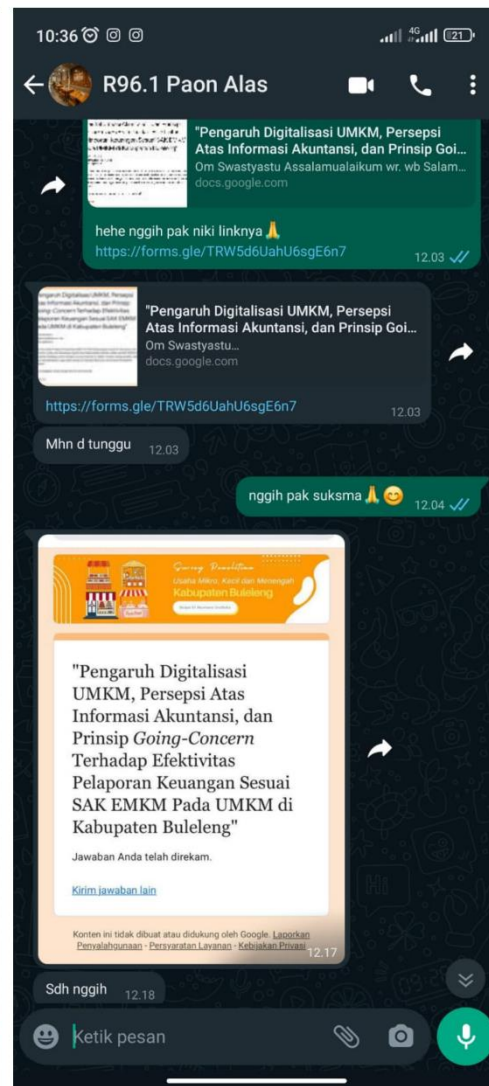 10:36
4G
21
R96.1 Paon Alas
"Pengaruh Digitalisasi UMKM, Persepsi
Atas Informasi Akuntansi, dan Prinsip Goi...
Om Swastyastu Assalamualaikum wr. wb Salam...
docs.google.com
hehe nggih pak niki linknya🙏
https://forms.gle/TRW5d6UahU6sgE6n7
12.03
"Pengaruh Digitalisasi UMKM, Persepsi
Atas Informasi Akuntansi, dan Prinsip Goi...
Om Swastyastu...
docs.google.com
https://forms.gle/TRW5d6UahU6sgE6n7
12.03
Mhn d tunggu 12.03
nggih pak suksma🙏😊 12.04
Survey Penelitian
Usaha Mikro, Kecil dan Menengah
Kabupaten Buleleng
"Pengaruh Digitalisasi
UMKM, Persepsi Atas
Informasi Akuntansi, dan
Prinsip Going-Concern
Terhadap Efektivitas
Pelaporan Keuangan Sesuai
SAK EMKM Pada UMKM di
Kabupaten Buleleng"
Jawaban Anda telah direkam.
Kirim jawaban lain
Konten ini tidak dibuat atau didukung oleh Google. Laporkan
Penyalahgunaan - Persyaratan Layanan - Kebijakan Privasi
12.17
Sdh nggih 12.18
Ketik pesan